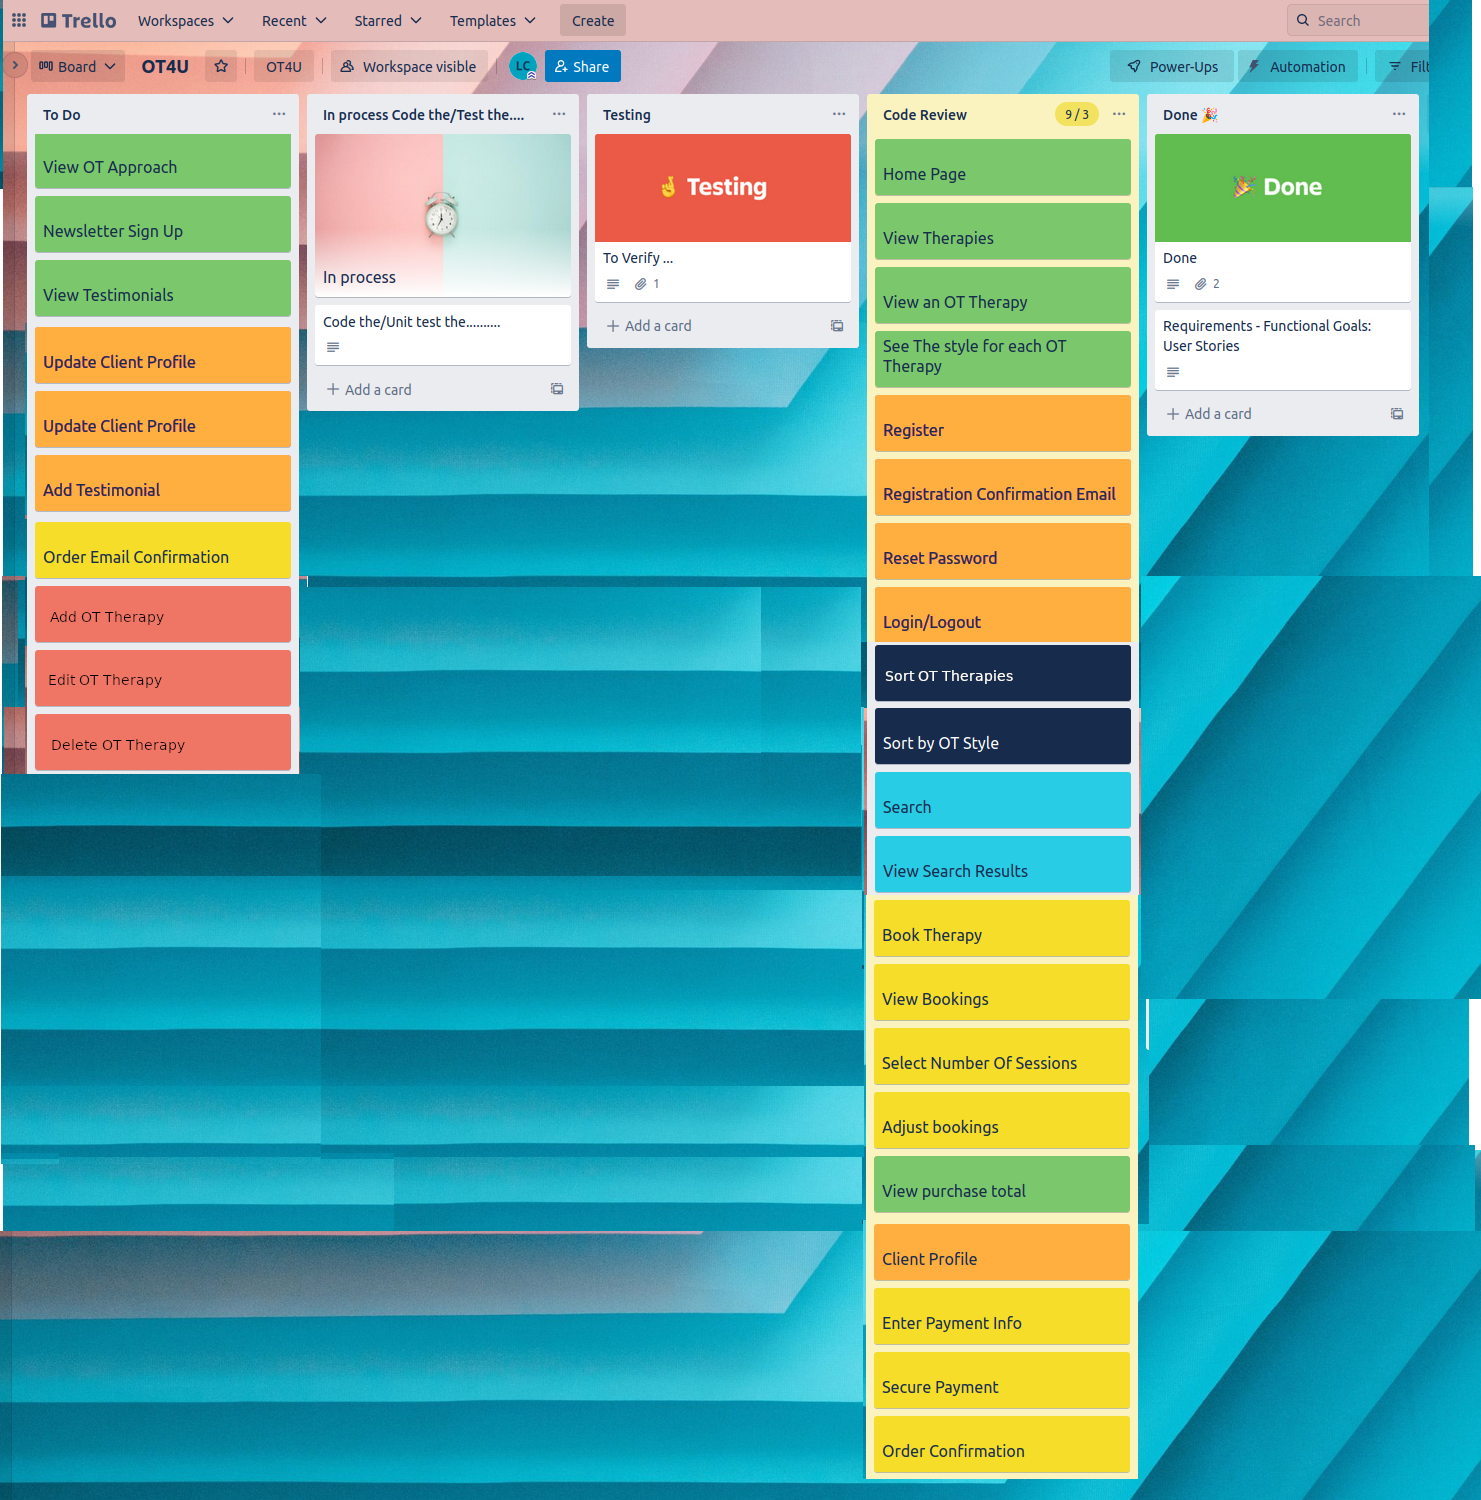 Trello
Workspaces
Recent
Starred
Templates
Create
Search
Board
OT4U
OT4U
Workspace visible
LC
Share
Power-Ups
Automation
Filt
To Do
View OT Approach
Newsletter Sign Up
View Testimonials
Update Client Profile
Update Client Profile
Add Testimonial
Order Email Confirmation
Add OT Therapy
Edit OT Therapy
Delete OT Therapy
In process Code the/Test the....
In process
Code the/Unit test the..........
+ Add a card
Testing
🤞 Testing
To Verify ...
1
+ Add a card
Code Review
9 / 3
Home Page
View Therapies
View an OT Therapy
See The style for each OT
Therapy
Register
Registration Confirmation Email
Reset Password
Login/Logout
Sort OT Therapies
Sort by OT Style
Search
View Search Results
Book Therapy
View Bookings
Select Number Of Sessions
Adjust bookings
View purchase total
Client Profile
Enter Payment Info
Secure Payment
Order Confirmation
Done 🎉
🎉 Done
Done
2
Requirements - Functional Goals:
User Stories
+ Add a card